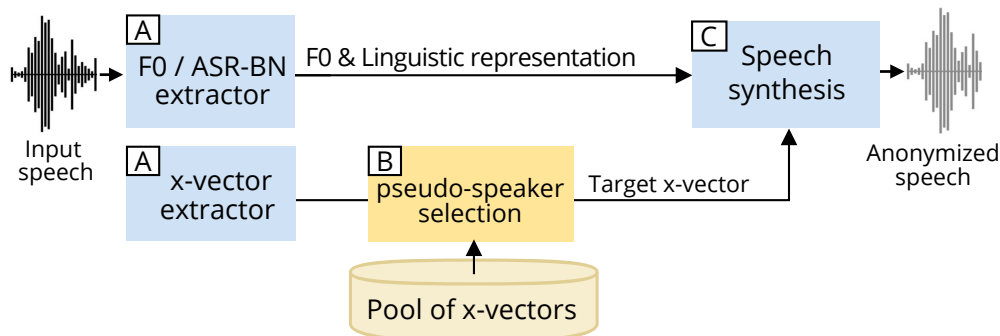 A
F0 / ASR-BN
extractor
F0 & Linguistic representation
C
Speech
synthesis
Input
speech
Anonymized
speech
A
x-vector
extractor
B
pseudo-speaker
selection
Target x-vector
Pool of x-vectors